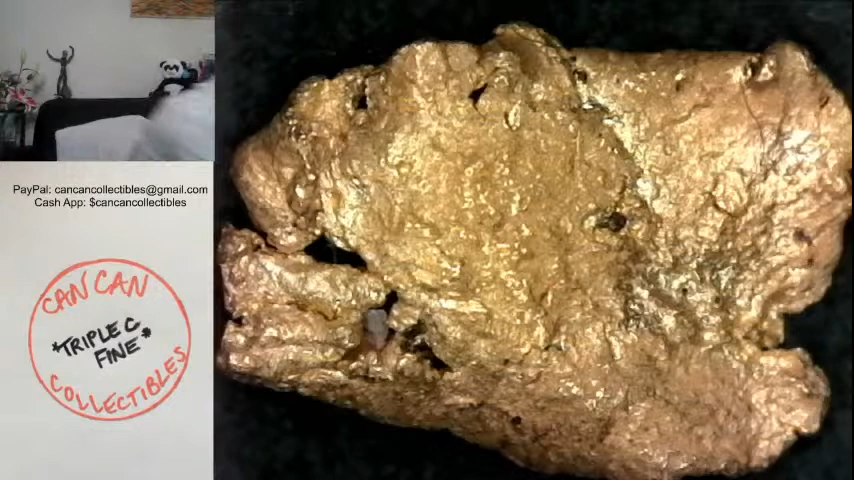 PayPal: cancancollectibles@gmail.com
Cash App: $cancancollectibles
CAN CAN
*TRIPLE C*
FINE
COLLECTIBLES